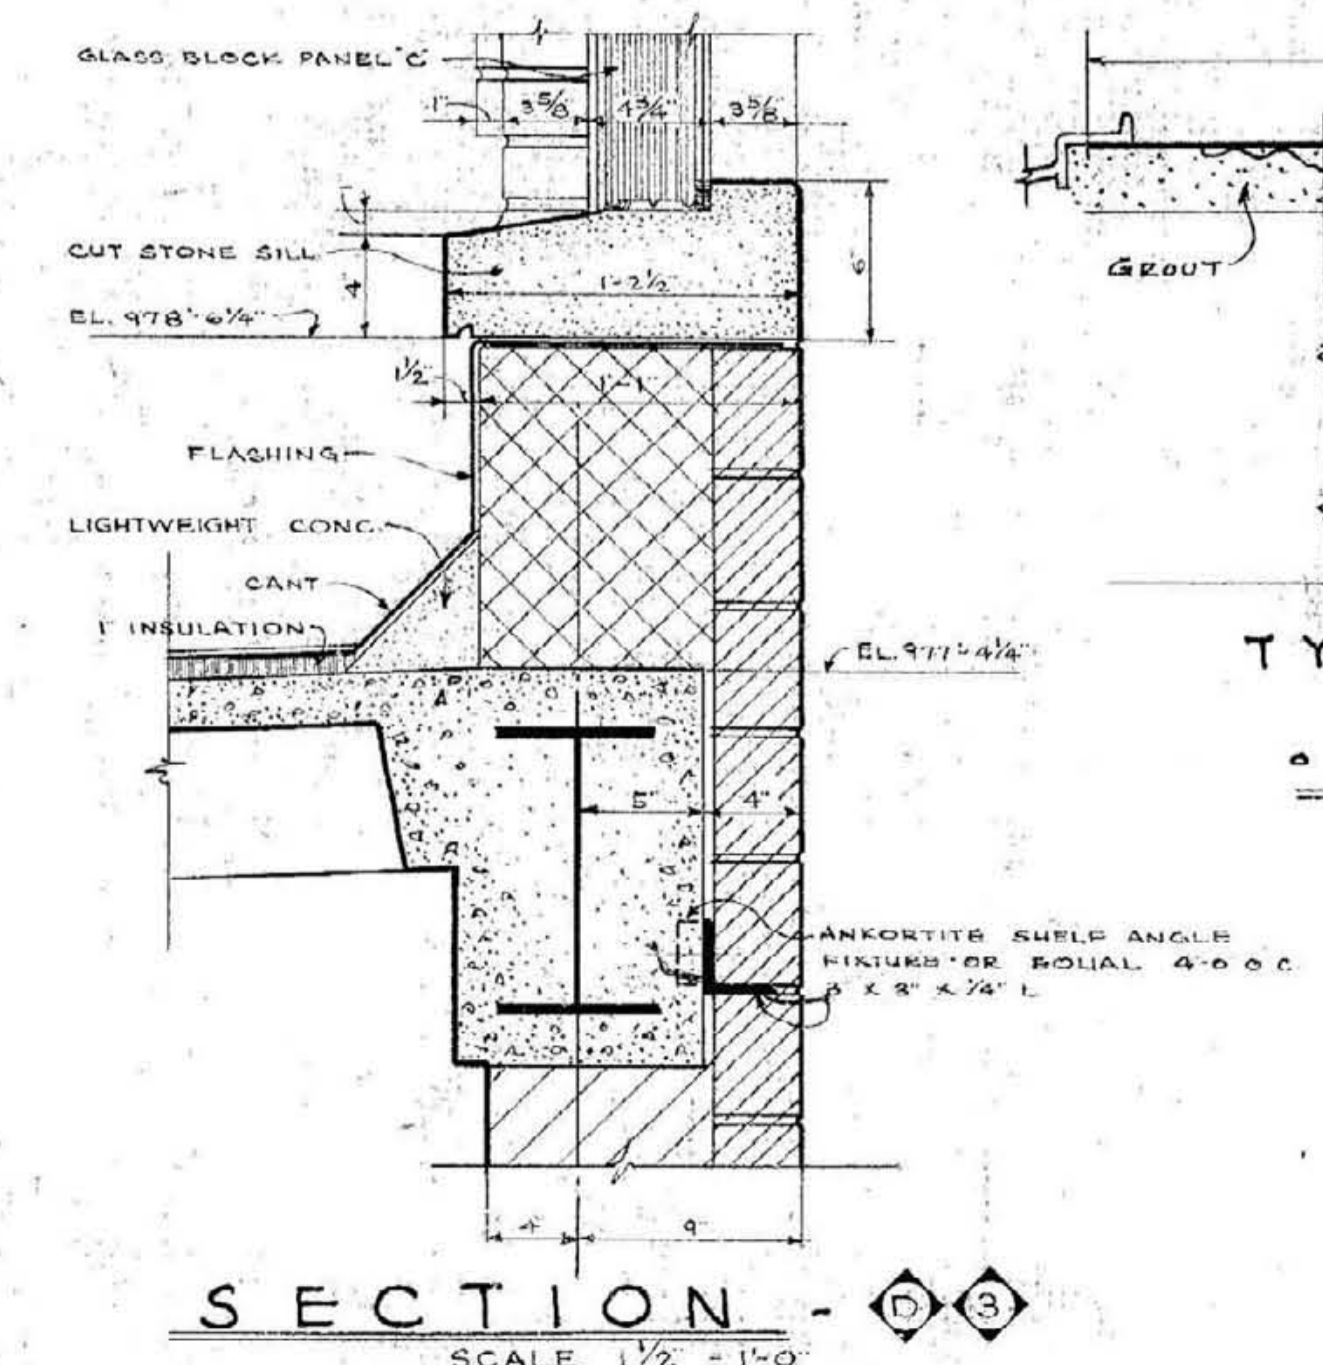 GLASS BLOCK PANEL "C"
1" 3 5/8" 4 3/4" 3 5/8"
1"
CUT STONE SILL
4"
1'-2 1/2"
6"
EL. 978'-6 1/4"
1 1/2"
1'-1"
FLASHING
LIGHTWEIGHT CONC.
CANT
1" INSULATION
EL. 977'-4 1/4"
5" 4"
ANKORTITE SHELF ANGLE
FIXTURE OR EQUAL 4'-0 O.C.
3" X 3" X 1/4" L
4" 9"
SECTION - D 3
SCALE 1 1/2" = 1'-0"
GROUT
TY